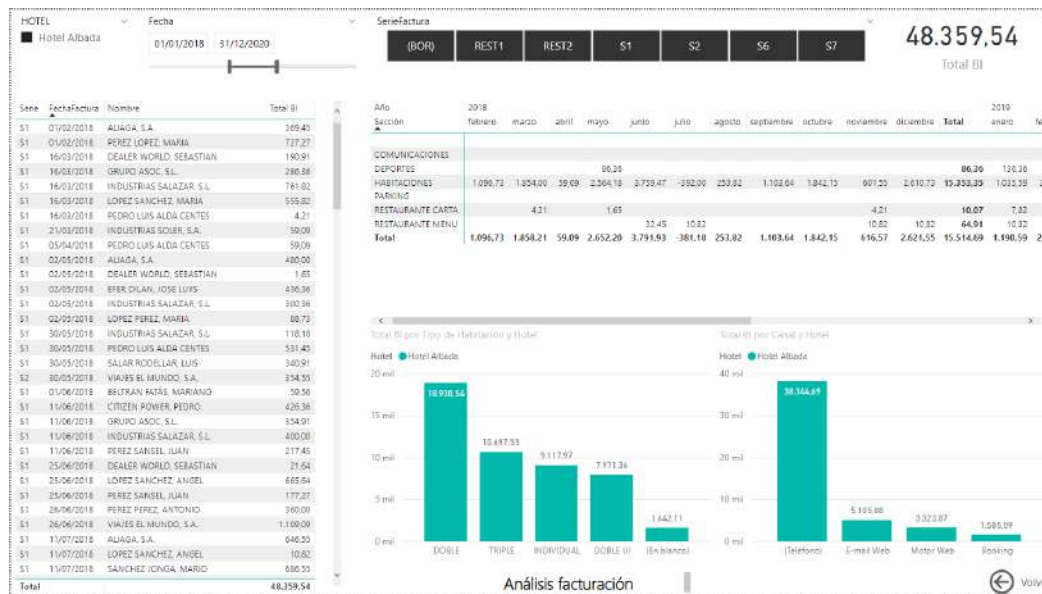 HOTEL
Hotel Albada
Fecha
01/01/2018 31/12/2020
SerieFactura
(BOR) REST1 REST2 S1 S2 S6 S7
48.359,54
Total BI
Serie FechaFactura Nombre Total BI
S1 01/02/2018 ALIAGA, S.A. 369,45
S1 01/02/2018 PEREZ LOPEZ, MARIA 727,27
S1 16/03/2018 DEALER WORLD, SEBASTIAN 190,91
S1 16/03/2018 GRUPO ASOC, S.L. 286,36
S1 16/03/2018 INDUSTRIAS SALAZAR, S.L. 761,82
S1 16/03/2018 LOPEZ SANCHEZ, MARIA 555,82
S1 16/03/2018 PEDRO LUIS ALDA CENTES 4,21
S1 21/03/2018 INDUSTRIAS SOLER, S.A. 59,09
S1 05/04/2018 PEDRO LUIS ALDA CENTES 59,09
S1 02/05/2018 ALIAGA, S.A. 480,00
S1 02/05/2018 DEALER WORLD, SEBASTIAN 1,65
S1 02/05/2018 EFER DILAN, JOSE LUIS 436,36
S1 02/05/2018 INDUSTRIAS SALAZAR, S.L. 300,36
S1 02/05/2018 LOPEZ PEREZ, MARIA 88,73
S1 30/05/2018 INDUSTRIAS SALAZAR, S.L. 118,18
S1 30/05/2018 PEDRO LUIS ALDA CENTES 531,45
S1 30/05/2018 SALAR RODELLAR, LUIS 340,91
S2 30/05/2018 VIAJES EL MUNDO, S.A. 354,55
S1 01/06/2018 BELTRAN FATÁS, MARIANO 59,56
S1 11/06/2018 CITIZEN POWER, PEDRO 426,36
S1 11/06/2018 GRUPO ASOC, S.L. 354,91
S1 11/06/2018 INDUSTRIAS SALAZAR, S.L. 400,00
S1 11/06/2018 PEREZ SANSEL, JUAN 217,45
S1 25/06/2018 DEALER WORLD, SEBASTIAN 21,64
S1 25/06/2018 LOPEZ SANCHEZ, ANGEL 665,64
S1 25/06/2018 PEREZ SANSEL, JUAN 177,27
S1 26/06/2018 PEREZ PEREZ, ANTONIO 360,00
S1 26/06/2018 VIAJES EL MUNDO, S.A. 1.109,09
S1 11/07/2018 ALIAGA, S.A. 646,55
S1 11/07/2018 LOPEZ SANCHEZ, ANGEL 10,82
S1 11/07/2018 SANCHEZ JONGA, MARIO 686,55
Total 48.359,54
Año 2018 2019
Sección febrero marzo abril mayo junio julio agosto septiembre octubre noviembre diciembre Total enero fe
COMUNICACIONES
DEPORTES 86,36 86,36 136,36
HABITACIONES 1.096,73 1.854,00 59,09 2.564,18 3.759,47 -392,00 253,82 1.103,64 1.842,15 601,55 2.610,73 15.353,35 1.035,59 2
PARKING
RESTAURANTE CARTA 4,21 1,65 4,21 10,07 7,82
RESTAURANTE MENU 32,45 10,82 10,82 10,82 64,91 10,82
Total 1.096,73 1.858,21 59,09 2.652,20 3.791,93 -381,18 253,82 1.103,64 1.842,15 616,57 2.621,55 15.514,69 1.190,59 2
Total BI por Tipo de Habitación y Hotel
Hotel Hotel Albada
20 mil
15 mil
10 mil
5 mil
0 mil
18.930,54
10.697,55
9.117,97
7.971,36
1.642,11
DOBLE TRIPLE INDIVIDUAL DOBLE UI (En blanco)
Total BI por Canal y Hotel
Hotel Hotel Albada
40 mil
30 mil
20 mil
10 mil
0 mil
38.344,69
5.105,88
3.323,87
1.585,09
(Teléfono) E-mail Web Motor Web Booking
Análisis facturación
Volve